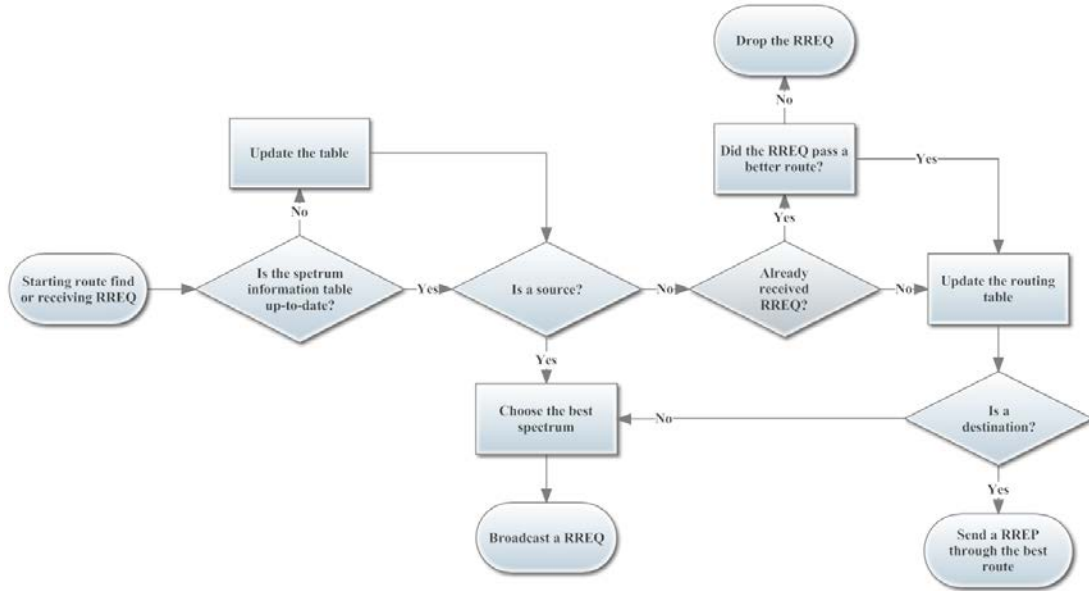 Drop the RREQ
No
Update the table
Did the RREQ pass a
better route?
Yes
No
Yes
Starting route find
or receiving RREQ
Is the spetrum
information table
up-to-date?
Yes
Is a source?
No
Already
received
RREQ?
No
Update the routing
table
Yes
Choose the best
spectrum
No
Is a
destination?
Yes
Broadcast a RREQ
Send a RREP
through the best
route